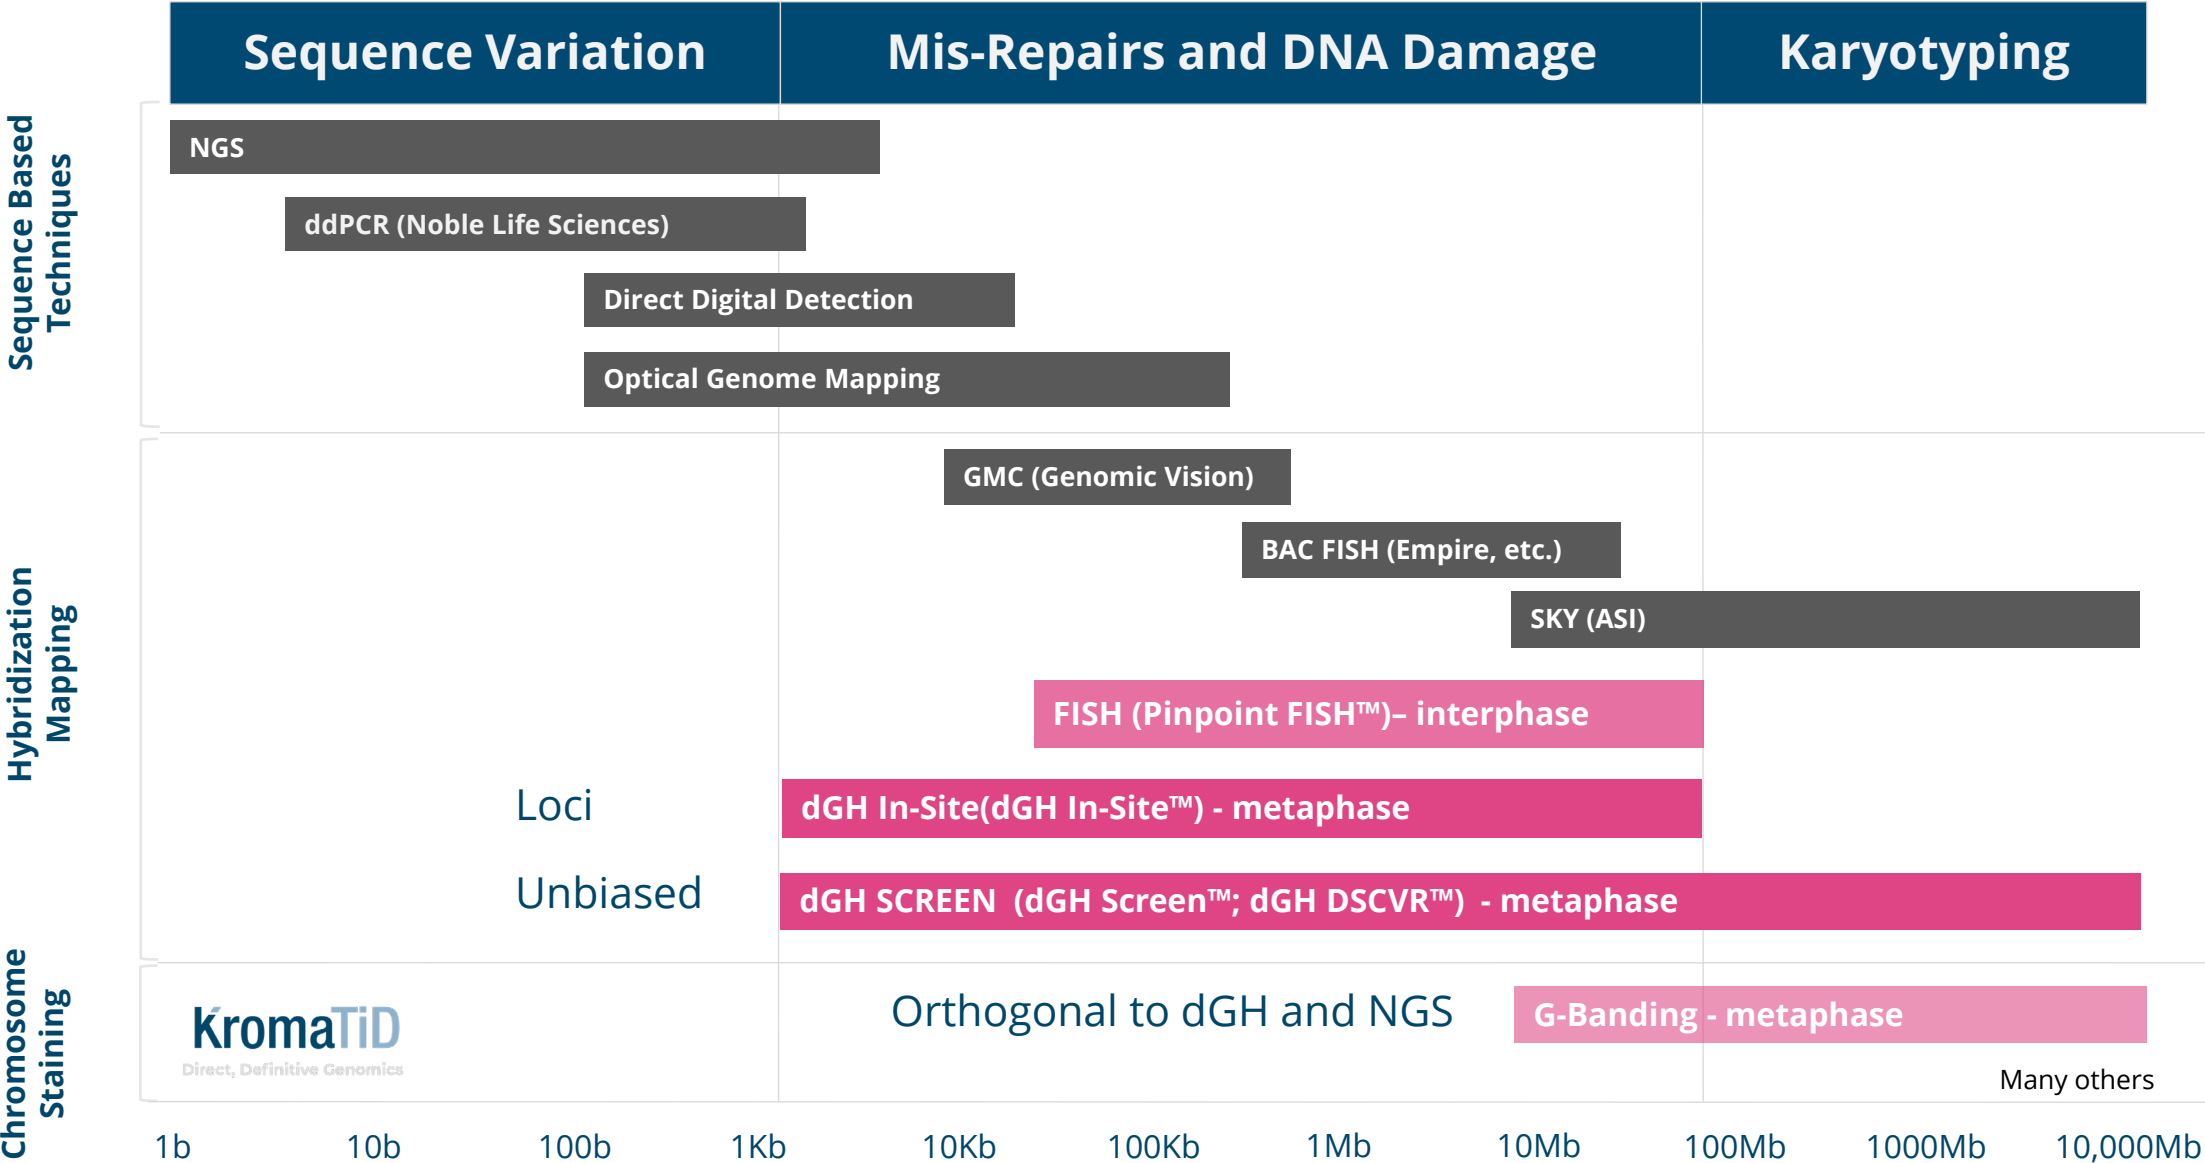 Sequence Variation
Mis-Repairs and DNA Damage
Karyotyping
Sequence Based
Techniques
NGS
ddPCR (Noble Life Sciences)
Direct Digital Detection
Optical Genome Mapping
Hybridization
Mapping
GMC (Genomic Vision)
BAC FISH (Empire, etc.)
SKY (ASI)
FISH (Pinpoint FISH™)– interphase
Loci
dGH In-Site(dGH In-Site™) - metaphase
Unbiased
dGH SCREEN  (dGH Screen™; dGH DSCVR™)  - metaphase
Chromosome
Staining
KromaTiD
Direct, Definitive Genomics
Orthogonal to dGH and NGS
G-Banding - metaphase
Many others
1b
10b
100b
1Kb
10Kb
100Kb
1Mb
10Mb
100Mb
1000Mb
10,000Mb